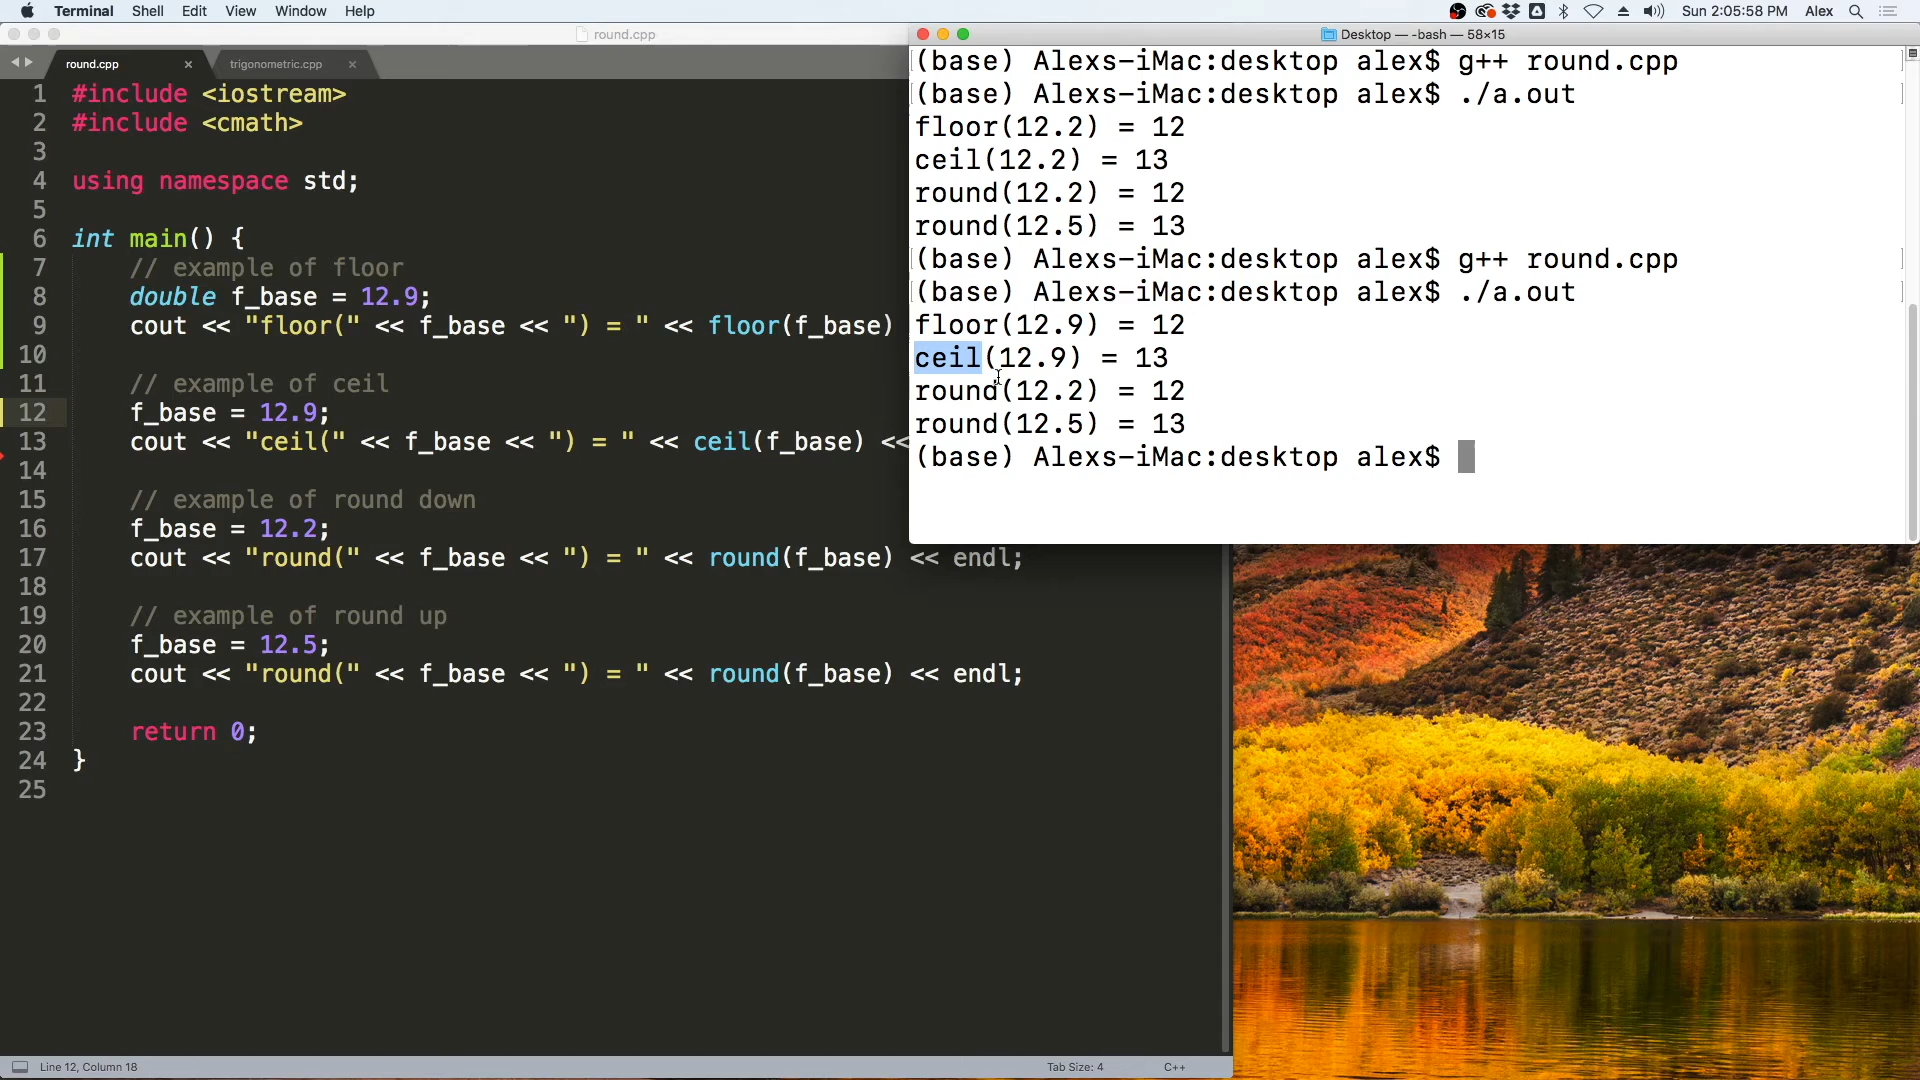 Terminal Shell Edit View Window Help Sun 2:05:58 PM Alex
round.cpp
round.cpp trigonometric.cpp
1 #include <iostream>
2 #include <cmath>
3
4 using namespace std;
5
6 int main() {
7 // example of floor
8 double f_base = 12.9;
9 cout << "floor(" << f_base << ") = " << floor(f_base)
10
11 // example of ceil
12 f_base = 12.9;
13 cout << "ceil(" << f_base << ") = " << ceil(f_base) <<
14
15 // example of round down
16 f_base = 12.2;
17 cout << "round(" << f_base << ") = " << round(f_base) << endl;
18
19 // example of round up
20 f_base = 12.5;
21 cout << "round(" << f_base << ") = " << round(f_base) << endl;
22
23 return 0;
24 }
25
Line 12, Column 18 Tab Size: 4 C++
Desktop — -bash — 58×15
(base) Alexs-iMac:desktop alex$ g++ round.cpp
(base) Alexs-iMac:desktop alex$ ./a.out
floor(12.2) = 12
ceil(12.2) = 13
round(12.2) = 12
round(12.5) = 13
(base) Alexs-iMac:desktop alex$ g++ round.cpp
(base) Alexs-iMac:desktop alex$ ./a.out
floor(12.9) = 12
ceil(12.9) = 13
round(12.2) = 12
round(12.5) = 13
(base) Alexs-iMac:desktop alex$